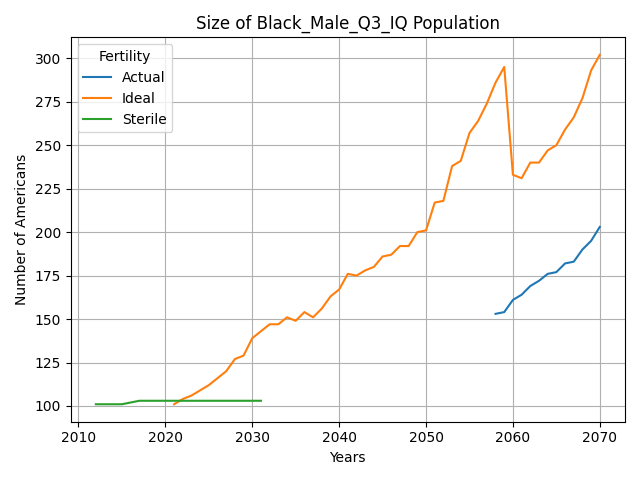 Size of Black_Male_Q3_IQ Population
Fertility
Actual
Ideal
Sterile
Number of Americans
300
275
250
225
200
175
150
125
100
2010 2020 2030 2040 2050 2060 2070
Years